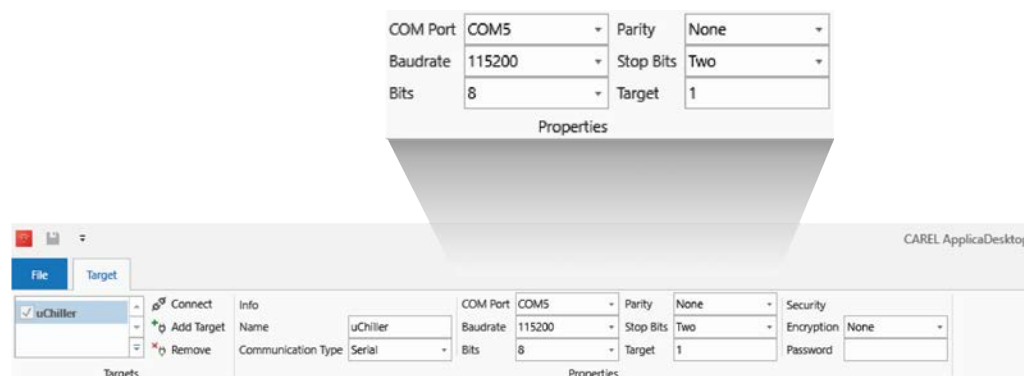 COM Port COM5 Parity None
Baudrate 115200 Stop Bits Two
Bits 8 Target 1
Properties
CAREL ApplicaDesktop
File Target
uChiller Connect Info COM Port COM5 Parity None Security
Add Target Name uChiller Baudrate 115200 Stop Bits Two Encryption None
Remove Communication Type Serial Bits 8 Target 1 Password
Targets Properties